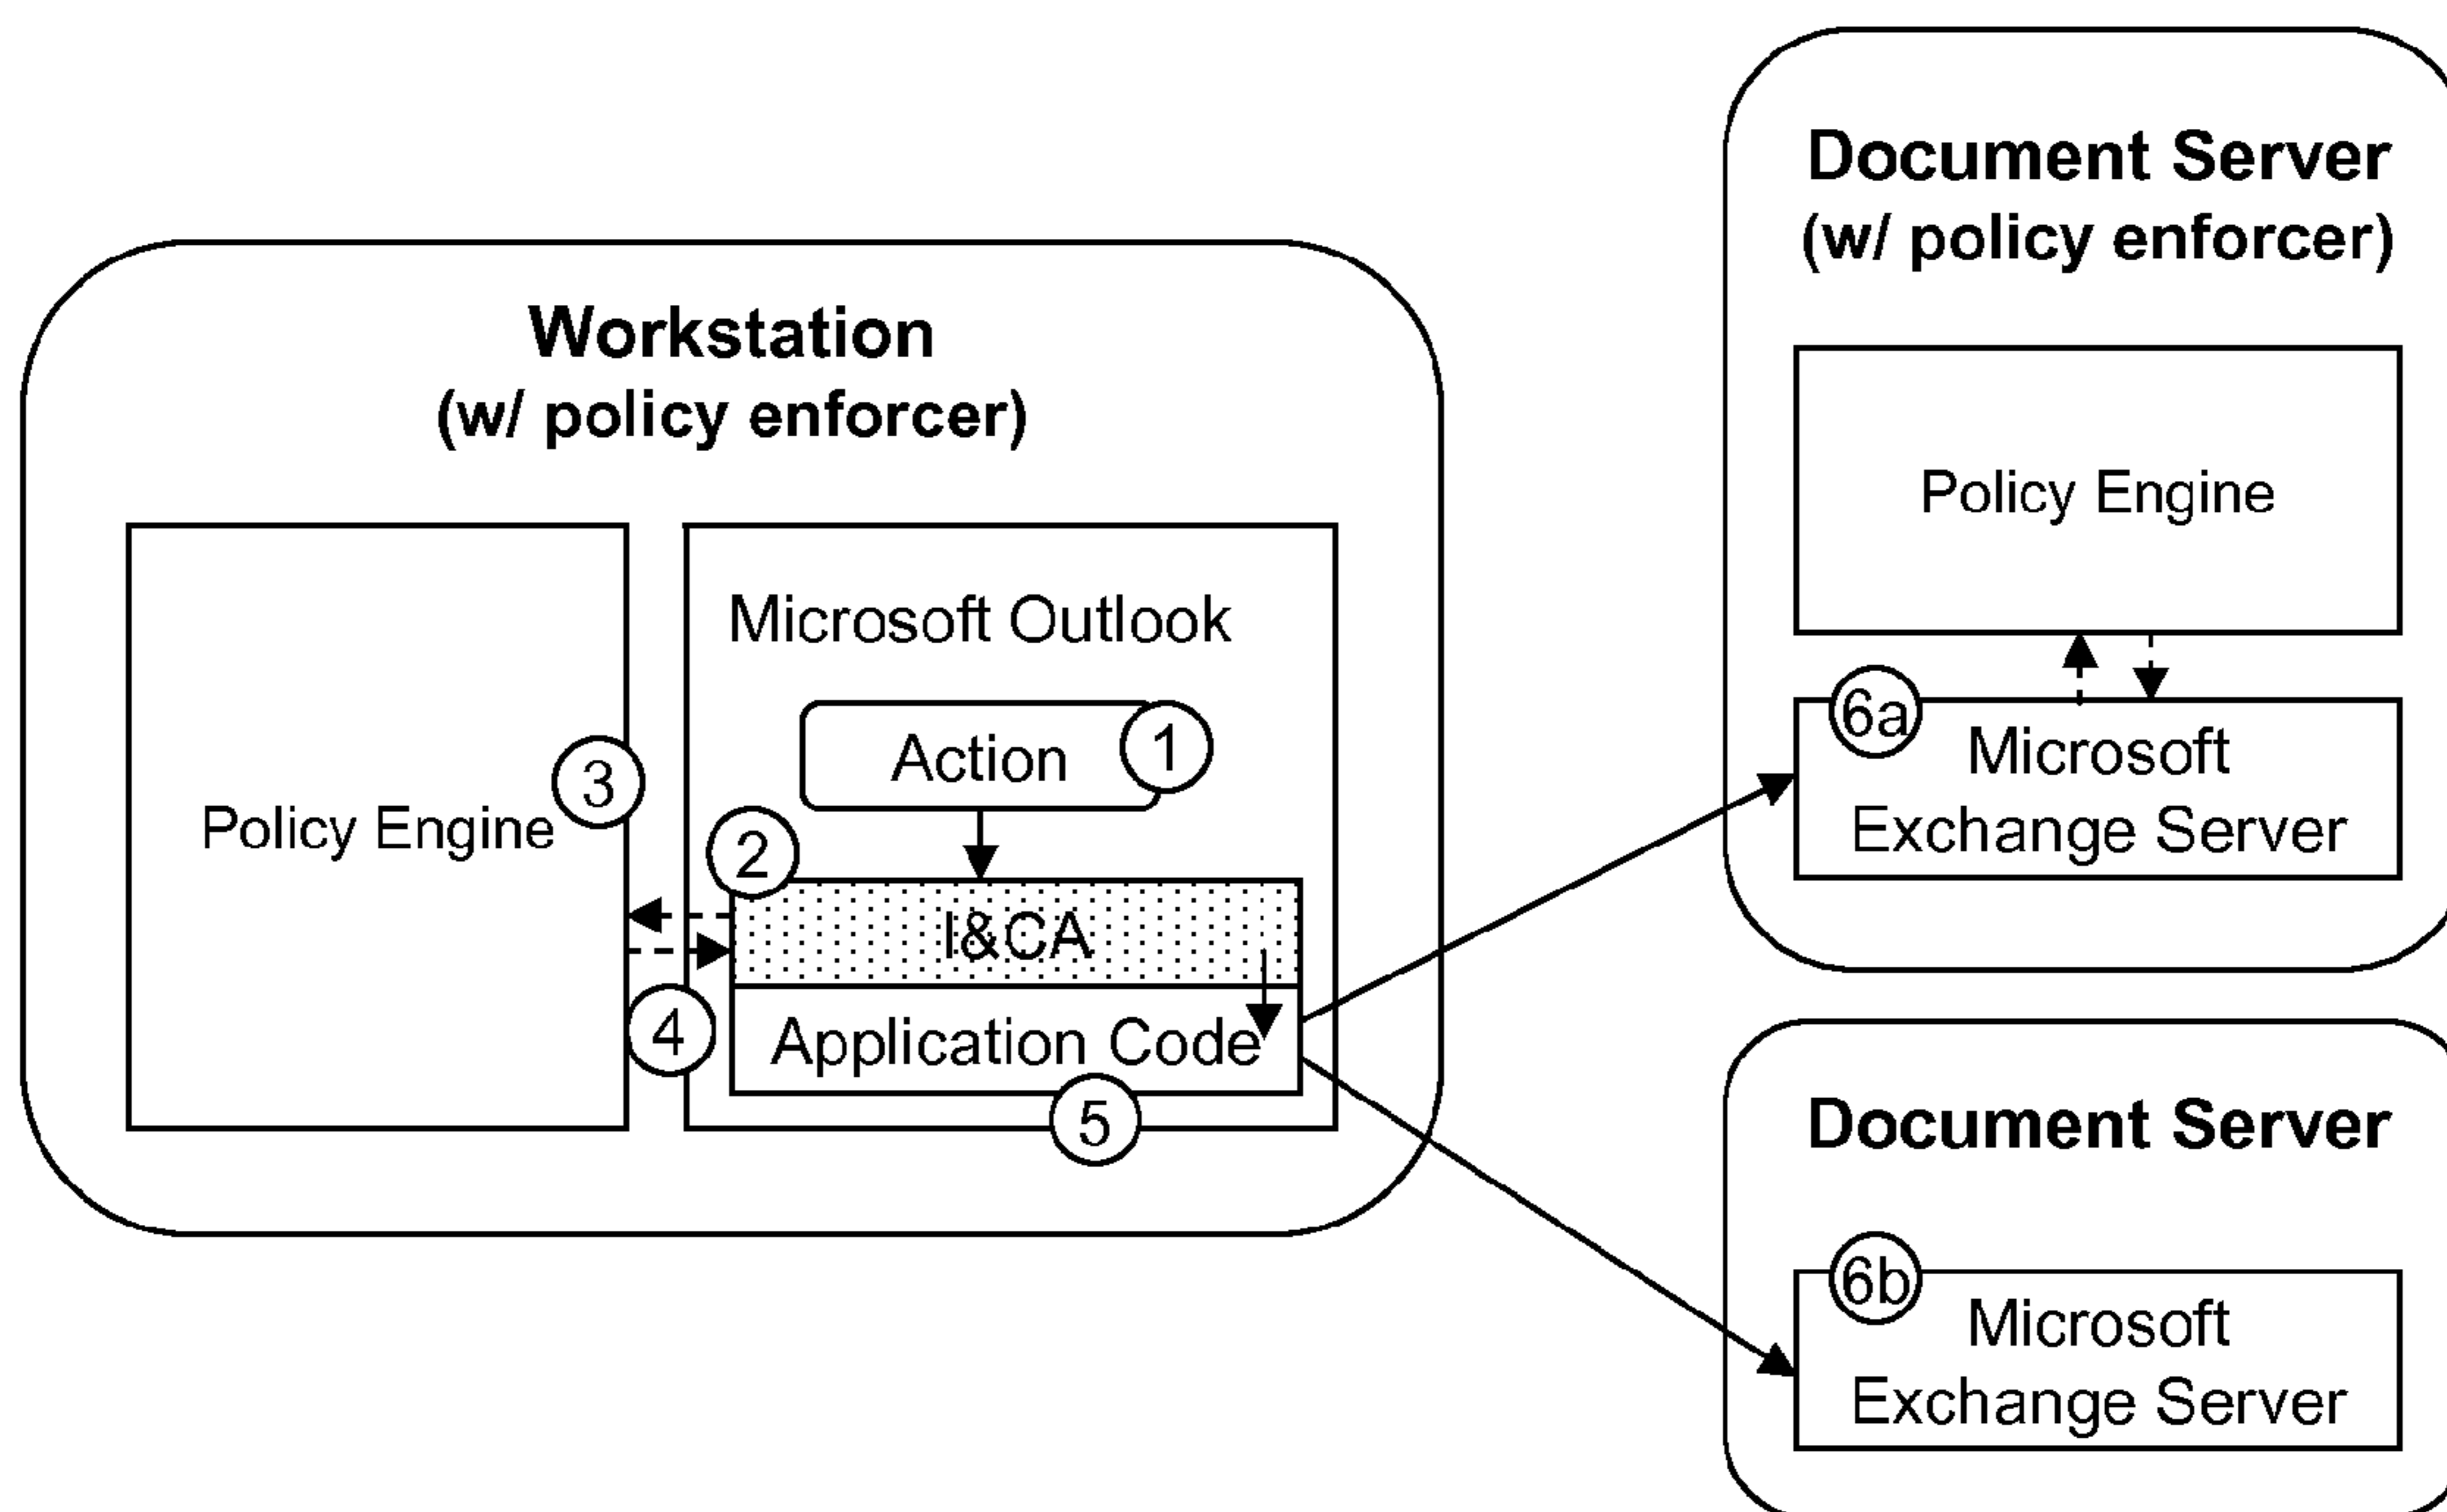 Workstation
(w/ policy enforcer)
Policy Engine
3
Microsoft Outlook
Action
1
2
I&CA
4
Application Code
5
Document Server
(w/ policy enforcer)
Policy Engine
6a
Microsoft
Exchange Server
Document Server
6b
Microsoft
Exchange Server